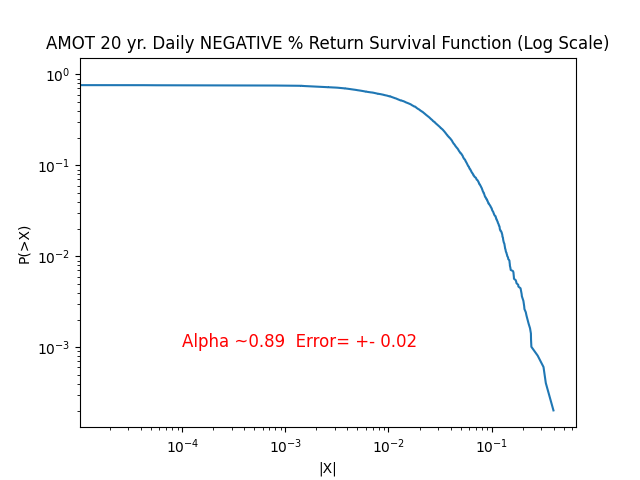 AMOT 20 yr. Daily NEGATIVE % Return Survival Function (Log Scale)
10⁰
10⁻¹
10⁻²
10⁻³
P(>X)
Alpha ~0.89  Error= +- 0.02
10⁻⁴ 10⁻³ 10⁻² 10⁻¹
|X|